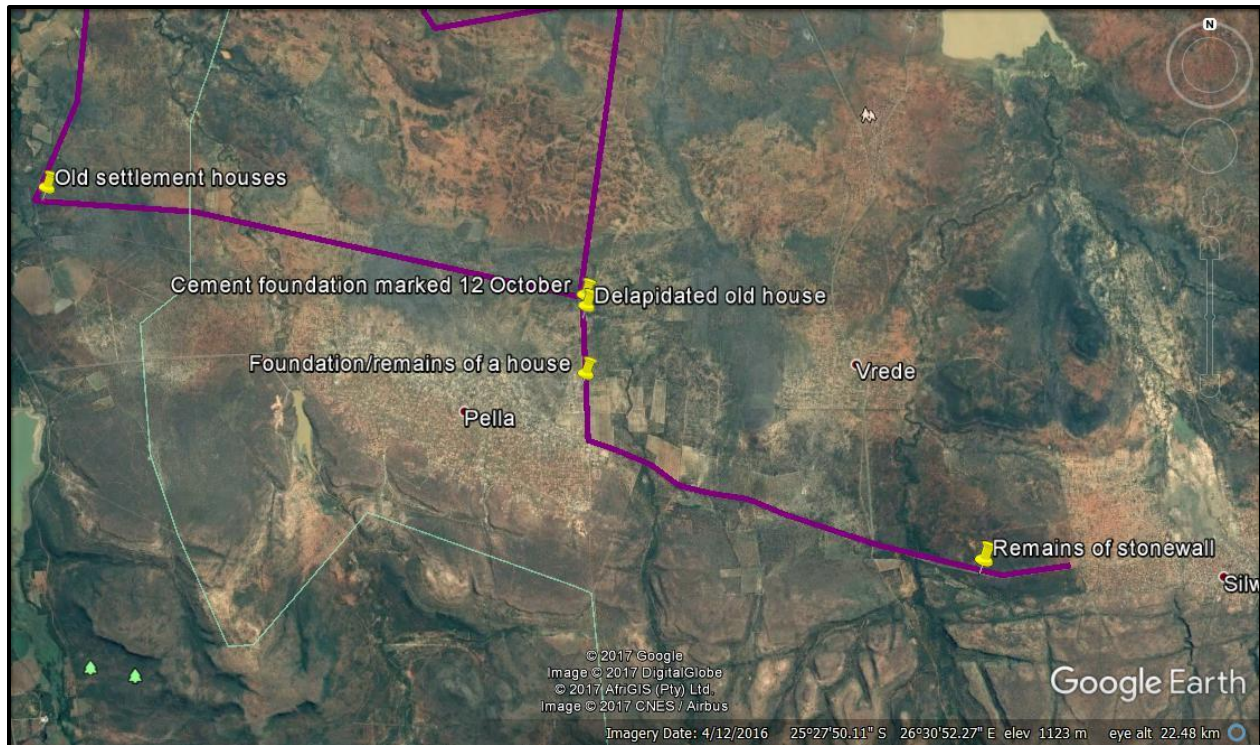 N
Old settlement houses
Cement foundation marked 12 October
Delapidated old house
Foundation/remains of a house
Vrede
Pella
Remains of stonewall
Silw
© 2017 Google
Image © 2017 DigitalGlobe
© 2017 AfriGIS (Pty) Ltd.
Image © 2017 CNES / Airbus
Google Earth
Imagery Date: 4/12/2016 25°27'50.11" S 26°30'52.27" E elev 1123 m eye alt 22.48 km